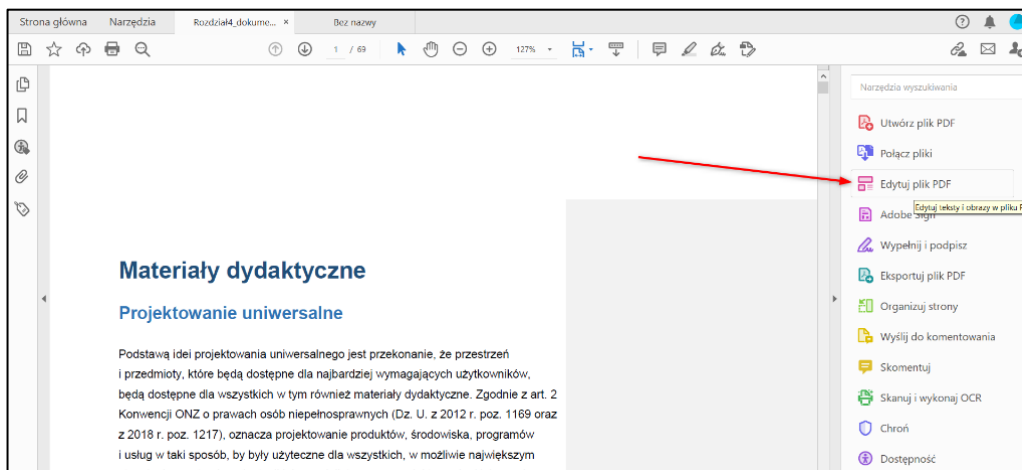 Strona główna Narzędzia Rozdział4_dokume... × Bez nazwy
1 / 69 127%
Narzędzia wyszukiwania
Utwórz plik PDF
Połącz pliki
Edytuj plik PDF
Edytuj teksty i obrazy w pliku P
Adobe Sign
Wypełnij i podpisz
Eksportuj plik PDF
Organizuj strony
Wyślij do komentowania
Skomentuj
Skanuj i wykonaj OCR
Chroń
Dostępność
Materiały dydaktyczne
Projektowanie uniwersalne
Podstawą idei projektowania uniwersalnego jest przekonanie, że przestrzeń
i przedmioty, które będą dostępne dla najbardziej wymagających użytkowników,
będą dostępne dla wszystkich w tym również materiały dydaktyczne. Zgodnie z art. 2
Konwencji ONZ o prawach osób niepełnosprawnych (Dz. U. z 2012 r. poz. 1169 oraz
z 2018 r. poz. 1217), oznacza projektowanie produktów, środowiska, programów
i usług w taki sposób, by były użyteczne dla wszystkich, w możliwie największym